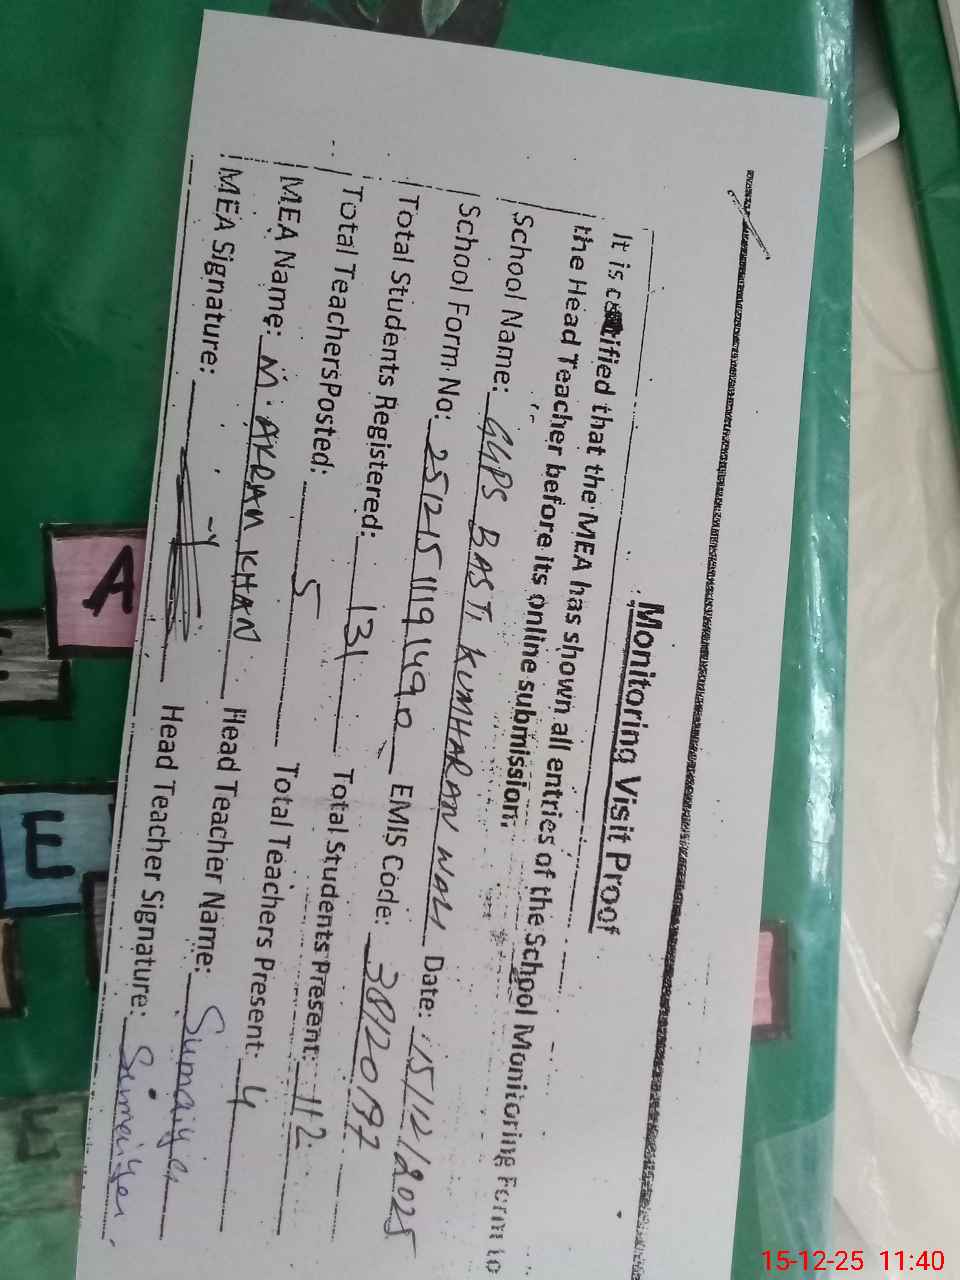 Monitoring Visit Proof
It is certified that the MEA has shown all entries of the School Monitoring Form to
the Head Teacher before its online submission.
School Name: GGPS BASTI KUMHARAN WALI Date: 15/12/2025
School Form No: EMIS Code:
Total Students Registered: 131 Total Students Present: 112
Total Teachers Posted: 5 Total Teachers Present: 4
MEA Name: M. AKRAM KHAN Head Teacher Name: Sumaiya
MEA Signature: Head Teacher Signature: Sumaiya
A
E
E
15-12-25 11:40